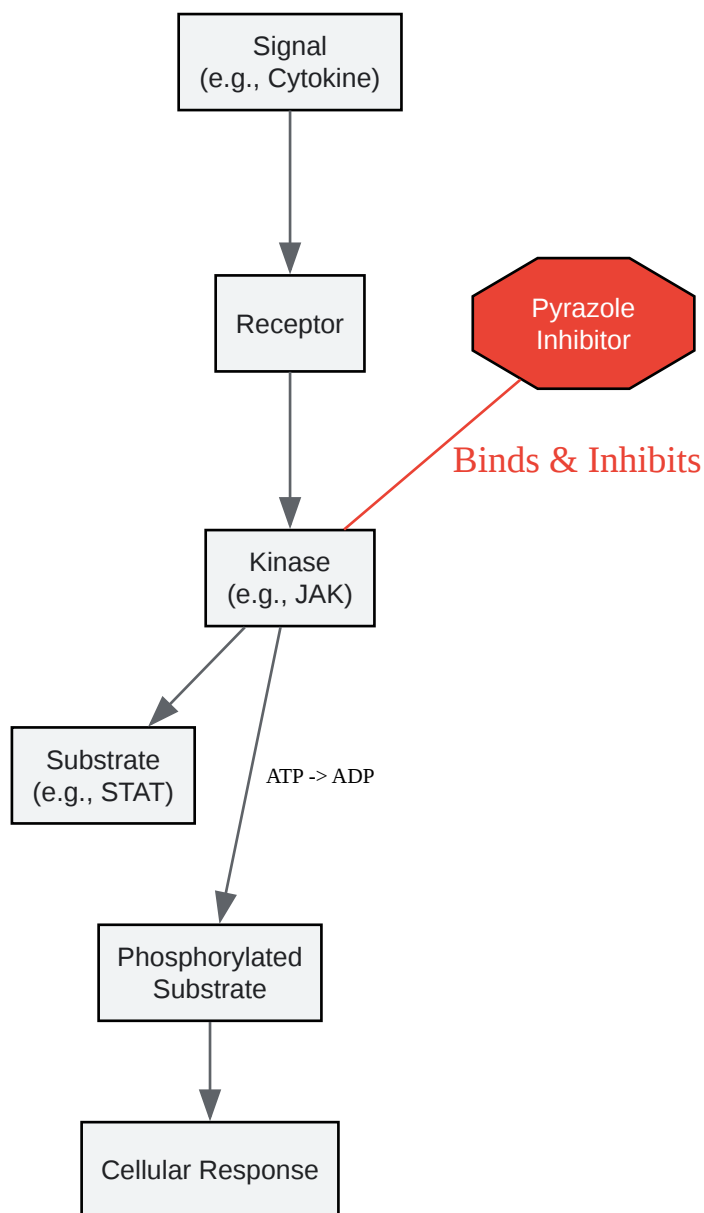 Signal
(e.g., Cytokine)
Receptor
Pyrazole
Inhibitor
Binds & Inhibits
Kinase
(e.g., JAK)
Substrate
(e.g., STAT)
ATP -> ADP
Phosphorylated
Substrate
Cellular Response